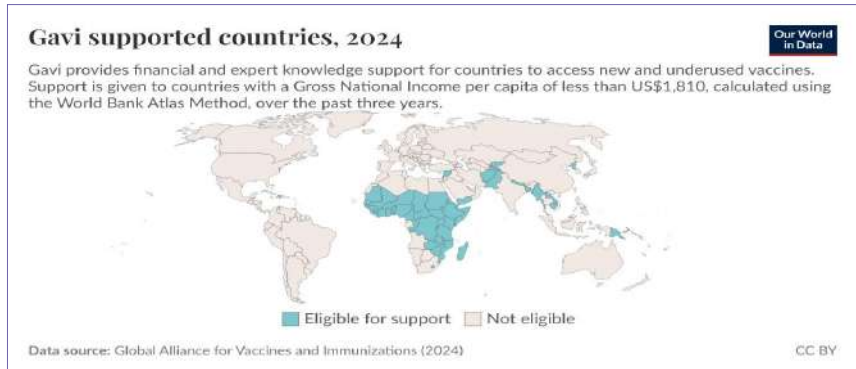 Gavi supported countries, 2024
Our World
in Data
Gavi provides financial and expert knowledge support for countries to access new and underused vaccines.
Support is given to countries with a Gross National Income per capita of less than US$1,810, calculated using
the World Bank Atlas Method, over the past three years.
Eligible for support
Not eligible
Data source: Global Alliance for Vaccines and Immunizations (2024)
CC BY